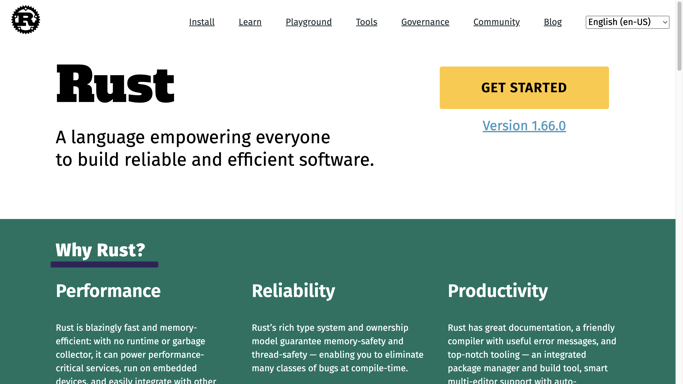 R
Install Learn Playground Tools Governance Community Blog English (en-US)
Rust
GET STARTED
Version 1.66.0
A language empowering everyone
to build reliable and efficient software.
Why Rust?
Performance
Rust is blazingly fast and memory-
efficient: with no runtime or garbage
collector, it can power performance-
critical services, run on embedded
devices, and easily integrate with other
Reliability
Rust's rich type system and ownership
model guarantee memory-safety and
thread-safety — enabling you to eliminate
many classes of bugs at compile-time.
Productivity
Rust has great documentation, a friendly
compiler with useful error messages, and
top-notch tooling — an integrated
package manager and build tool, smart
multi-editor support with auto-